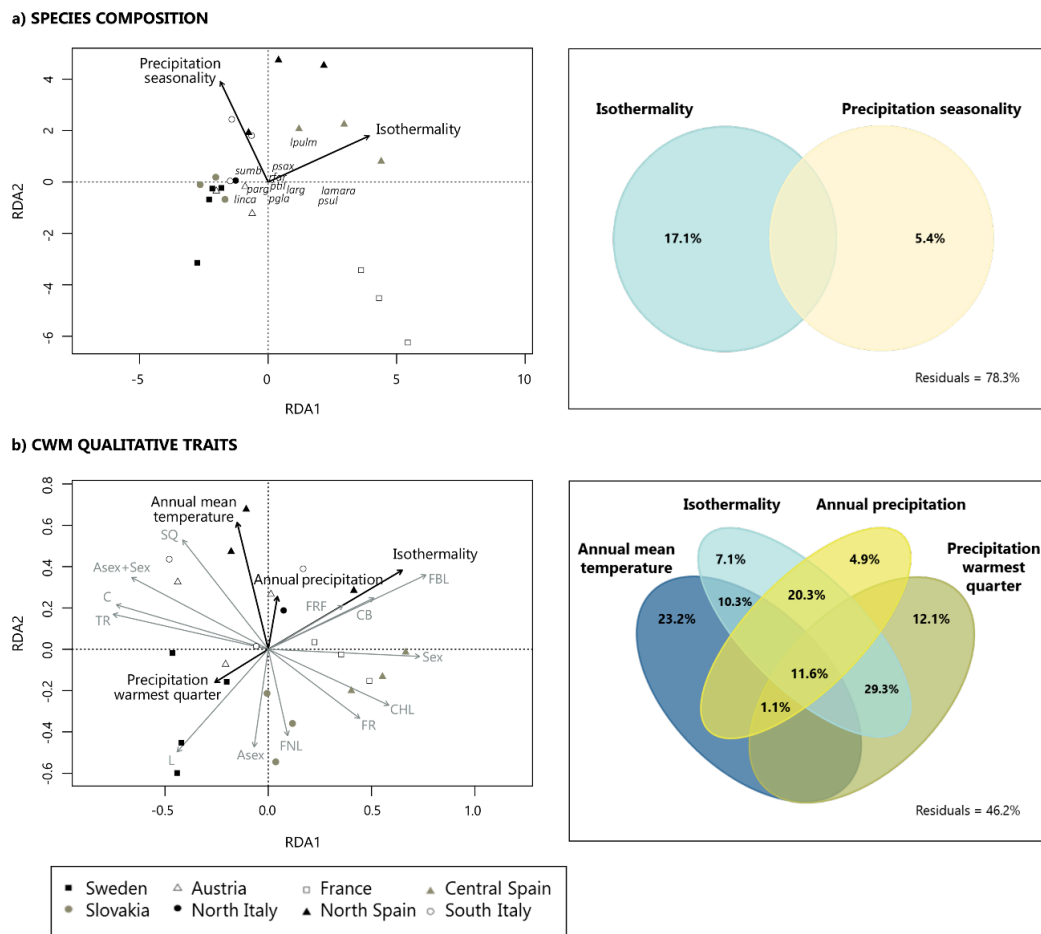 a) SPECIES COMPOSITION
4
2
0
-2
-4
-6
RDA2
Precipitation
seasonality
Isothermality
lpulm
sumb
psax
parg
pul
larg
lamara
linca
pgla
psul
-5
0
5
10
RDA1
Isothermality
Precipitation seasonality
17.1%
5.4%
Residuals = 78.3%
b) CWM QUALITATIVE TRAITS
0.8
0.6
0.4
0.2
0.0
-0.2
-0.4
-0.6
RDA2
Annual mean
temperature
SQ
Isothermality
Asex+Sex
Annual precipitation
FBL
C
FRF
CB
TR
Sex
Precipitation
warmest quarter
CHL
FR
L
Asex
FNL
-0.5
0.0
0.5
1.0
RDA1
Isothermality
Annual precipitation
Annual mean
temperature
Precipitation
warmest
quarter
7.1%
4.9%
10.3%
20.3%
23.2%
12.1%
11.6%
29.3%
1.1%
Residuals = 46.2%
Sweden
Austria
France
Central Spain
Slovakia
North Italy
North Spain
South Italy